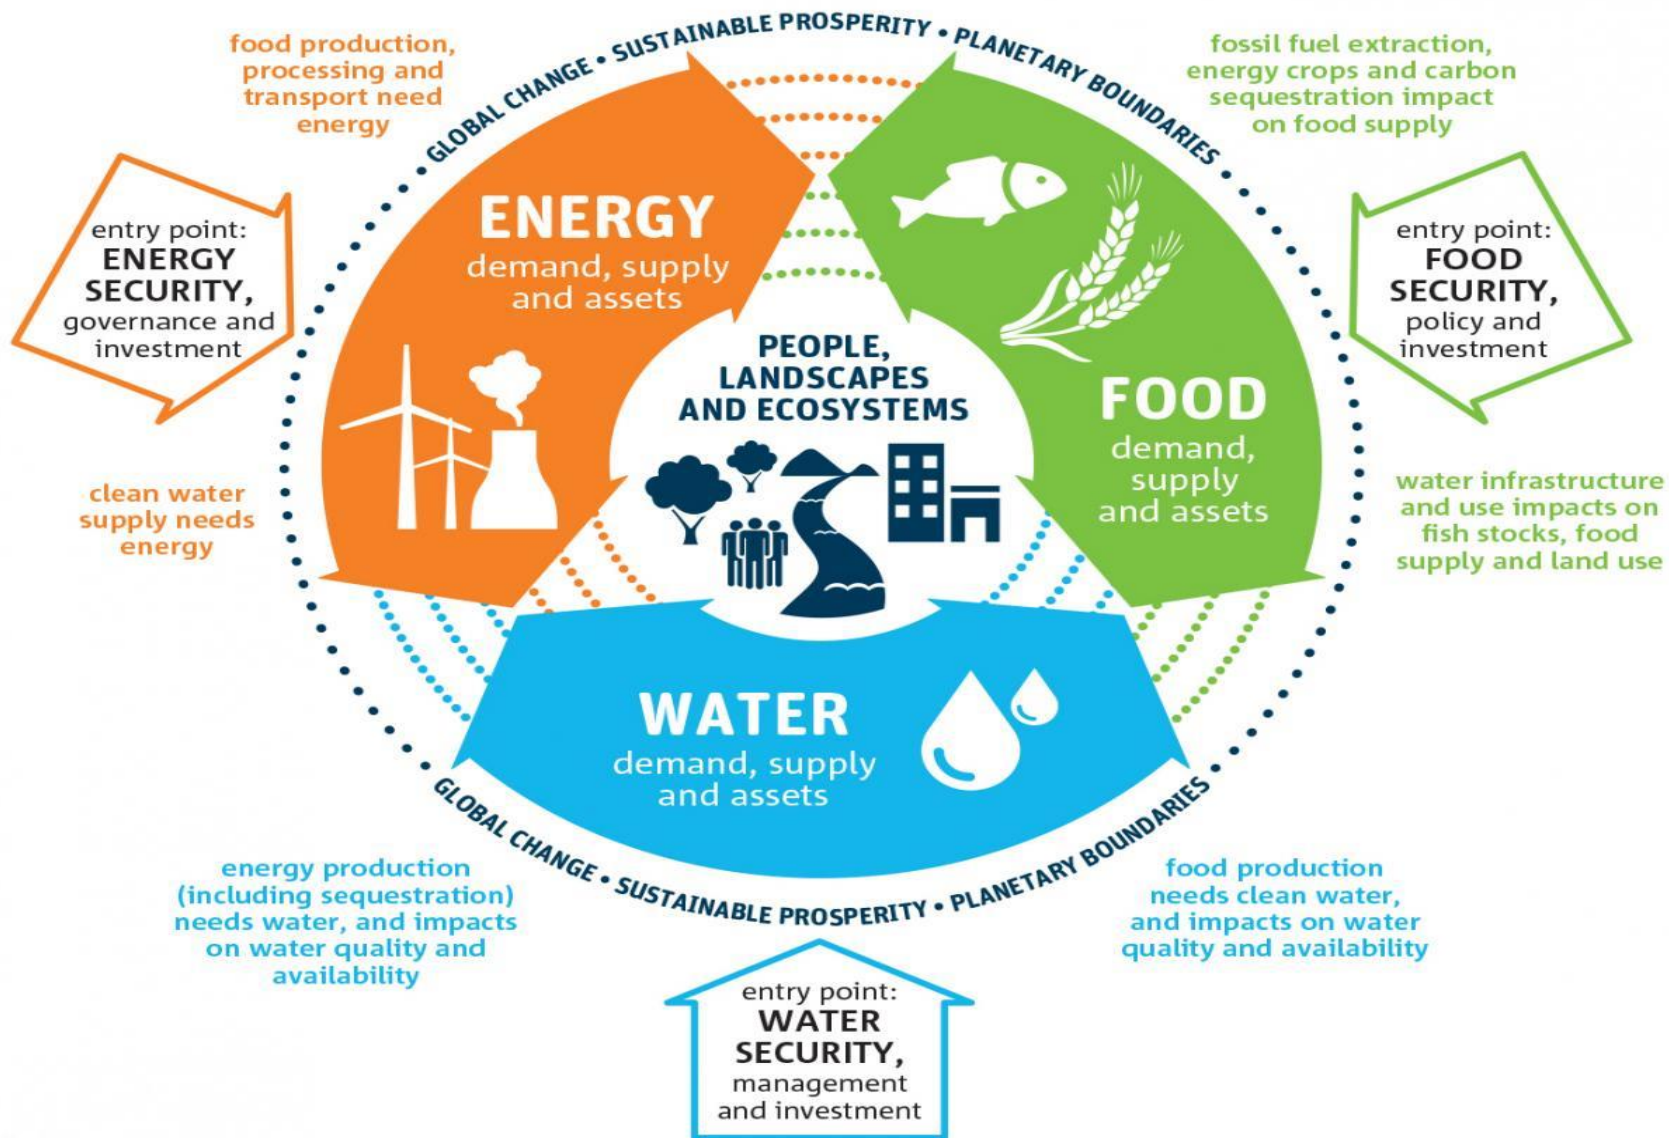 GLOBAL CHANGE • SUSTAINABLE PROSPERITY • PLANETARY BOUNDARIES
food production,
processing and
transport need
energy
fossil fuel extraction,
energy crops and carbon
sequestration impact
on food supply
entry point:
ENERGY
SECURITY,
governance and
investment
ENERGY
demand, supply
and assets
entry point:
FOOD
SECURITY,
policy and
investment
PEOPLE,
LANDSCAPES
AND ECOSYSTEMS
FOOD
demand,
supply
and assets
clean water
supply needs
energy
water infrastructure
and use impacts on
fish stocks, food
supply and land use
WATER
demand, supply
and assets
GLOBAL CHANGE • SUSTAINABLE PROSPERITY • PLANETARY BOUNDARIES
energy production
(including sequestration)
needs water, and impacts
on water quality and
availability
food production
needs clean water,
and impacts on water
quality and availability
entry point:
WATER
SECURITY,
management
and investment